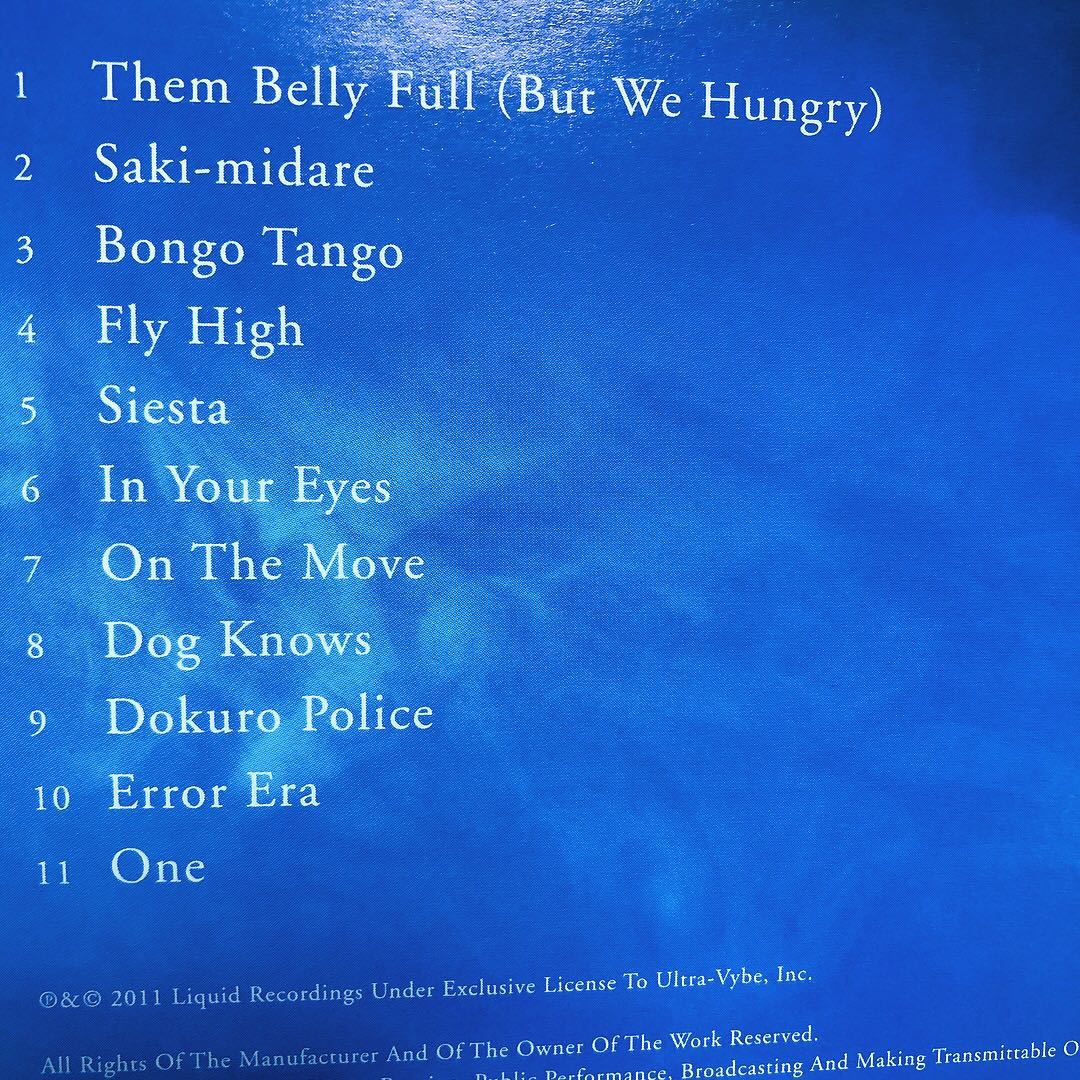 1 Them Belly Full (But We Hungry)
2 Saki-midare
3 Bongo Tango
4 Fly High
5 Siesta
6 In Your Eyes
7 On The Move
8 Dog Knows
9 Dokuro Police
10 Error Era
11 One
℗&© 2011 Liquid Recordings Under Exclusive License To Ultra-Vybe, Inc.
All Rights Of The Manufacturer And Of The Owner Of The Work Reserved.
Public Performance, Broadcasting And Making Transmittable O